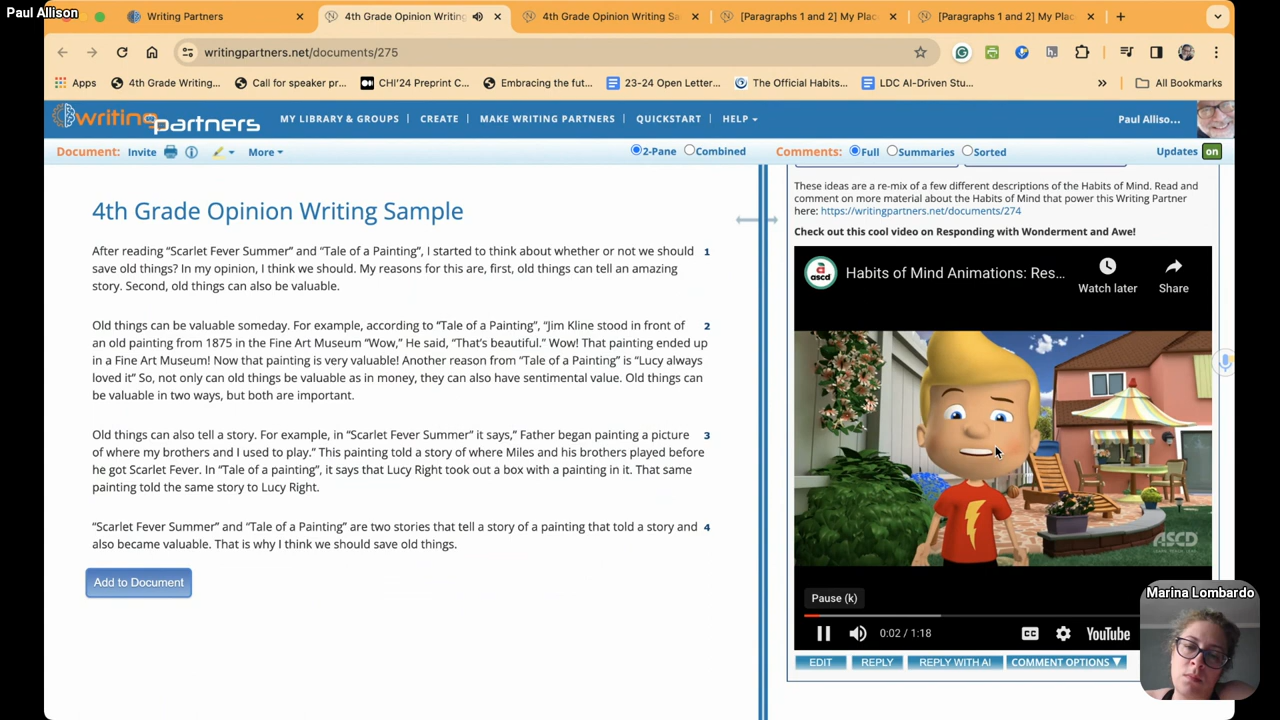 Paul Allison
Writing Partners
4th Grade Opinion Writing
4th Grade Opinion Writing Sa
[Paragraphs 1 and 2] My Plac
[Paragraphs 1 and 2] My Plac
writingpartners.net/documents/275
Apps
4th Grade Writing...
Call for speaker pr...
CHI'24 Preprint C...
Embracing the fut...
23-24 Open Letter...
The Official Habits...
LDC AI-Driven Stu...
All Bookmarks
writing partners
MY LIBRARY & GROUPS
CREATE
MAKE WRITING PARTNERS
QUICKSTART
HELP
Paul Alliso...
Document: Invite
More
2-Pane
Combined
Comments: Full
Summaries
Sorted
Updates on
4th Grade Opinion Writing Sample
After reading “Scarlet Fever Summer” and “Tale of a Painting”, I started to think about whether or not we should 1
save old things? In my opinion, I think we should. My reasons for this are, first, old things can tell an amazing
story. Second, old things can also be valuable.
Old things can be valuable someday. For example, according to “Tale of a Painting”, “Jim Kline stood in front of 2
an old painting from 1875 in the Fine Art Museum “Wow,” He said, “That’s beautiful.” Wow! That painting ended up
in a Fine Art Museum! Now that painting is very valuable! Another reason from “Tale of a Painting” is “Lucy always
loved it” So, not only can old things be valuable as in money, they can also have sentimental value. Old things can
be valuable in two ways, but both are important.
Old things can also tell a story. For example, in “Scarlet Fever Summer” it says,” Father began painting a picture 3
of where my brothers and I used to play.” This painting told a story of where Miles and his brothers played before
he got Scarlet Fever. In “Tale of a painting”, it says that Lucy Right took out a box with a painting in it. That same
painting told the same story to Lucy Right.
“Scarlet Fever Summer” and “Tale of a Painting” are two stories that tell a story of a painting that told a story and 4
also became valuable. That is why I think we should save old things.
Add to Document
These ideas are a re-mix of a few different descriptions of the Habits of Mind. Read and
comment on more material about the Habits of Mind that power this Writing Partner
here: https://writingpartners.net/documents/274
Check out this cool video on Responding with Wonderment and Awe!
ascd
Habits of Mind Animations: Res...
Watch later
Share
ASCD
Pause (k)
0:02 / 1:18
CC
YouTube
EDIT
REPLY
REPLY WITH AI
COMMENT OPTIONS
Marina Lombardo